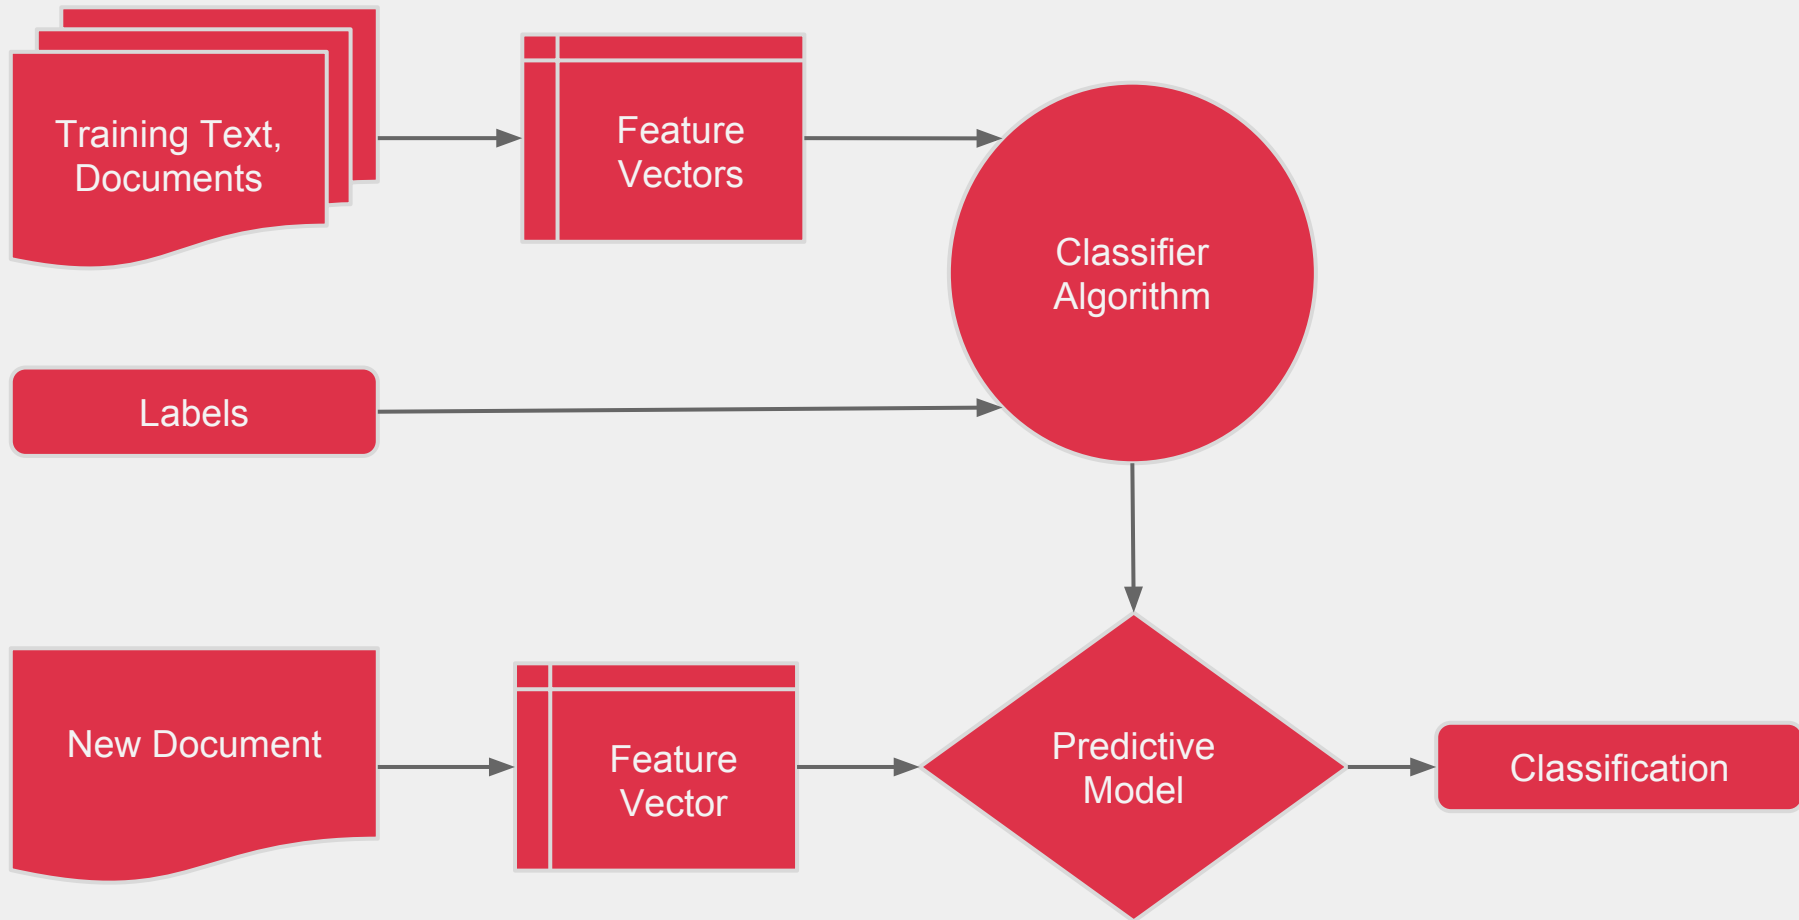 Training Text,
Documents
Feature
Vectors
Classifier
Algorithm
Labels
New Document
Feature
Vector
Predictive
Model
Classification